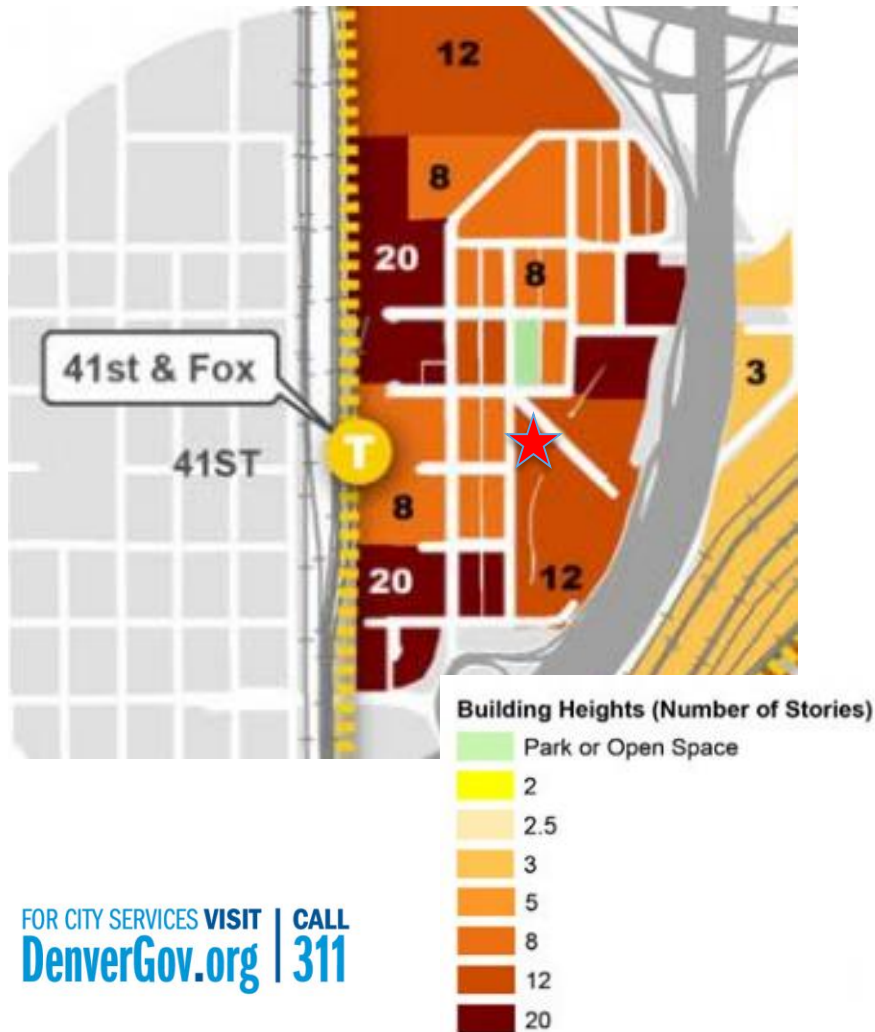 12
8
20
8
41st & Fox
3
T
41ST
8
20
12
Building Heights (Number of Stories)
Park or Open Space
2
2.5
3
5
8
12
20
FOR CITY SERVICES VISIT | CALL
DenverGov.org | 311